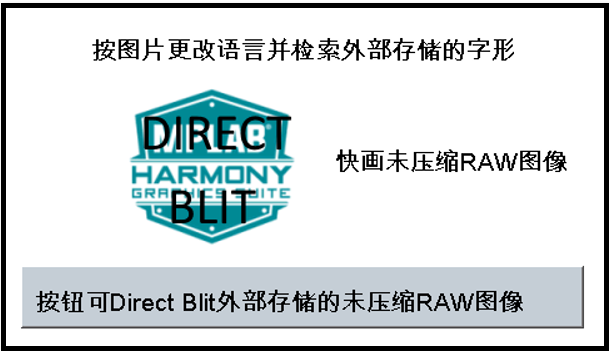 按图片更改语言并检索外部存储的字形
DIRECT
MPLAB®
HARMONY
GRAPHICS SUITE
BLIT
快画未压缩RAW图像
按钮可Direct Blit外部存储的未压缩RAW图像